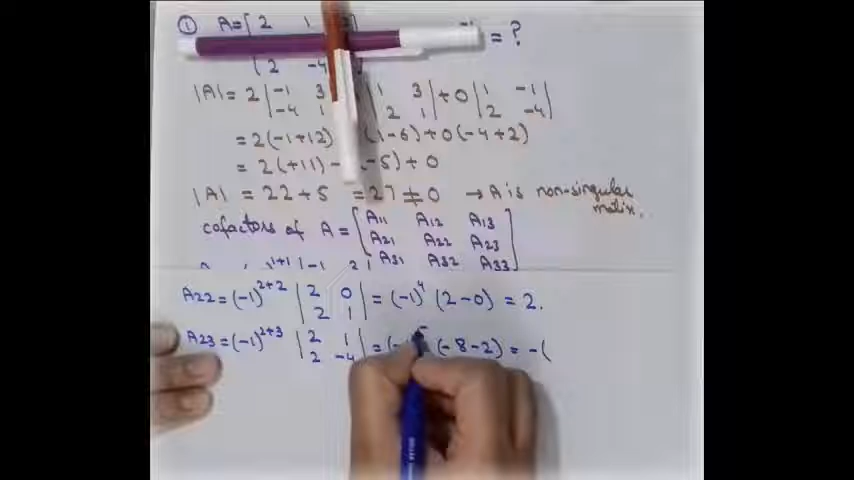 ① A = [ 2 1
= ?
( 2 -4
|A| = 2 | -1 3 | 1 3 | + 0 | 1 -1 |
-4 1 2 1 | 2 -4 |
= 2(-1+12) (1-6) + 0(-4+2)
= 2(+11) - (-5) + 0
|A| = 22 + 5 = 27 ≠ 0 → A is non-singular
matrix.
cofactors of A = [ A11 A12 A13
A21 A22 A23
A31 A32 A33 ]
A22 = (-1)^2+2 | 2 0 | = (-1)^4 (2-0) = 2.
2 1
A23 = (-1)^2+3 | 2 1 | = (-8-2) = -(
2 -4